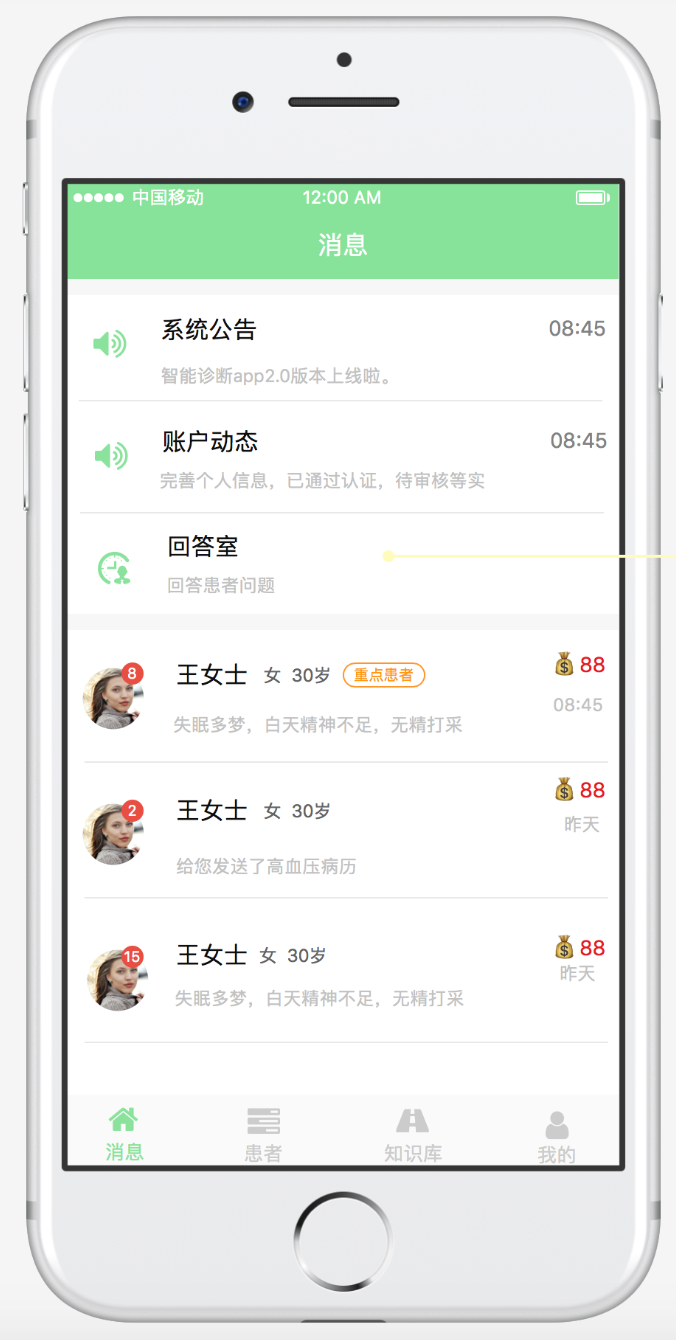 中国移动 12:00 AM
消息
系统公告 08:45
智能诊断app2.0版本上线啦。
账户动态 08:45
完善个人信息，已通过认证，待审核等实
回答室
回答患者问题
8 王女士 女 30岁 重点患者 $ 88
失眠多梦，白天精神不足，无精打采 08:45
2 王女士 女 30岁 $ 88
昨天
给您发送了高血压病历
15 王女士 女 30岁 $ 88
昨天
失眠多梦，白天精神不足，无精打采
消息 患者 知识库 我的